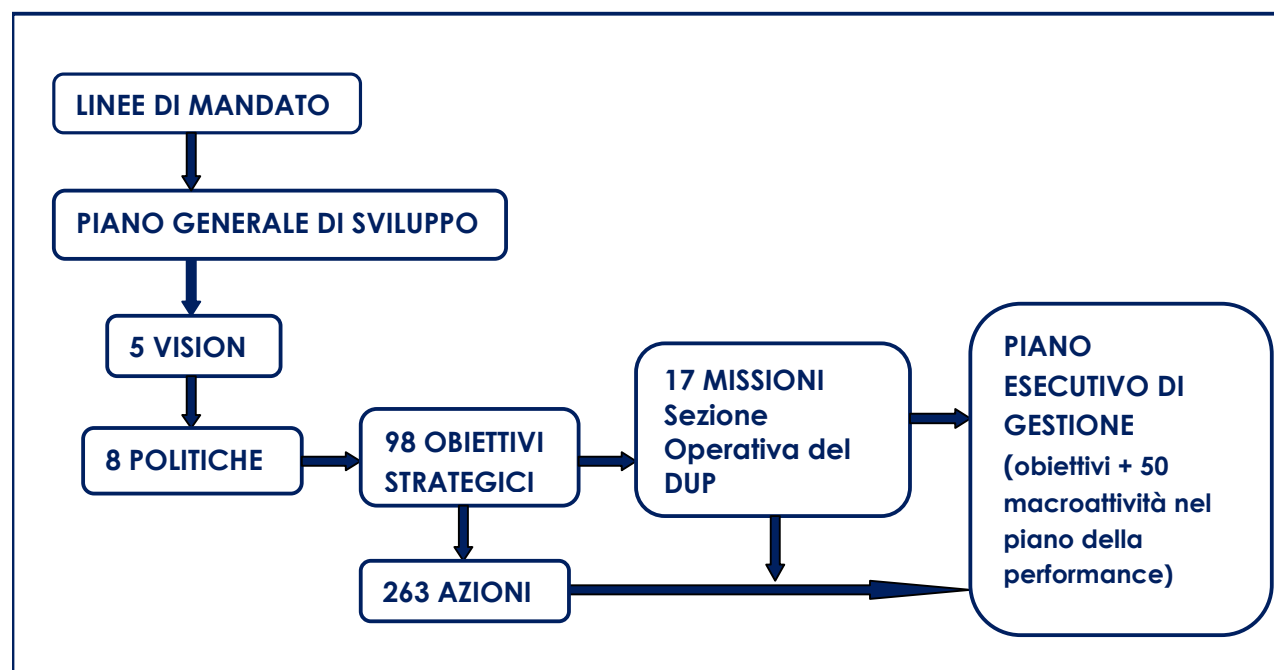 LINEE DI MANDATO
PIANO GENERALE DI SVILUPPO
5 VISION
8 POLITICHE
98 OBIETTIVI
STRATEGICI
263 AZIONI
17 MISSIONI
Sezione
Operativa del
DUP
PIANO
ESECUTIVO DI
GESTIONE
(obiettivi + 50
macroattività nel
piano della
performance)